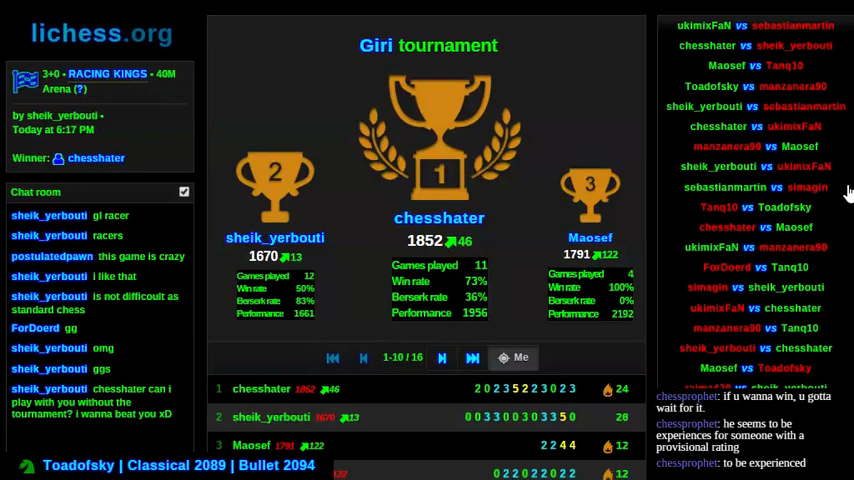 lichess.org
3+0 • RACING KINGS • 40M
Arena (?)
by sheik_yerbouti •
Today at 6:17 PM
Winner: chesshater
Chat room
sheik_yerbouti gl racer
sheik_yerbouti racers
postulatedpawn this game is crazy
sheik_yerbouti i like that
sheik_yerbouti is not difficult as
standard chess
ForDoerd gg
sheik_yerbouti omg
sheik_yerbouti ggs
sheik_yerbouti chesshater can i
play with you without the
tournament? i wanna beat you xD
Toadofsky | Classical 2089 | Bullet 2094
Giri tournament
2
sheik_yerbouti
1670 13
Games played 12
Win rate 50%
Berserk rate 83%
Performance 1661
1
chesshater
1852 46
Games played 11
Win rate 73%
Berserk rate 36%
Performance 1956
3
Maosef
1791 122
Games played 4
Win rate 100%
Berserk rate 0%
Performance 2192
1-10 / 16
Me
1 chesshater 1852 46 2 0 2 3 5 2 2 3 0 2 3 24
2 sheik_yerbouti 1670 13 0 0 3 3 0 0 3 0 3 3 5 0 20
3 Maosef 1791 122 2 2 4 4 12
0 2 2 0 2 2 0 2 2 12
ukimixFaN vs sebastianmartin
chesshater vs sheik_yerbouti
Maosef vs Tanq10
Toadofsky vs manzanera90
sheik_yerbouti vs sebastianmartin
chesshater vs ukimixFaN
manzanera90 vs Maosef
sheik_yerbouti vs ukimixFaN
sebastianmartin vs simagin
Tanq10 vs Toadofsky
chesshater vs Maosef
ukimixFaN vs manzanera90
ForDoerd vs Tanq10
simagin vs sheik_yerbouti
ukimixFaN vs chesshater
manzanera90 vs Tanq10
sheik_yerbouti vs chesshater
Maosef vs Toadofsky
vs sheik_yerbouti
chessprophet: if u wanna win, u gotta
wait for it.
chessprophet: he seems to be
experiences for someone with a
provisional rating
chessprophet: to be experienced